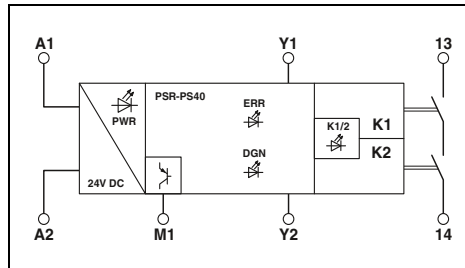 A1 Y1 13
PSR-PS40
PWR ERR K1/2 K1
DGN K2
24V DC
A2 M1 Y2 14